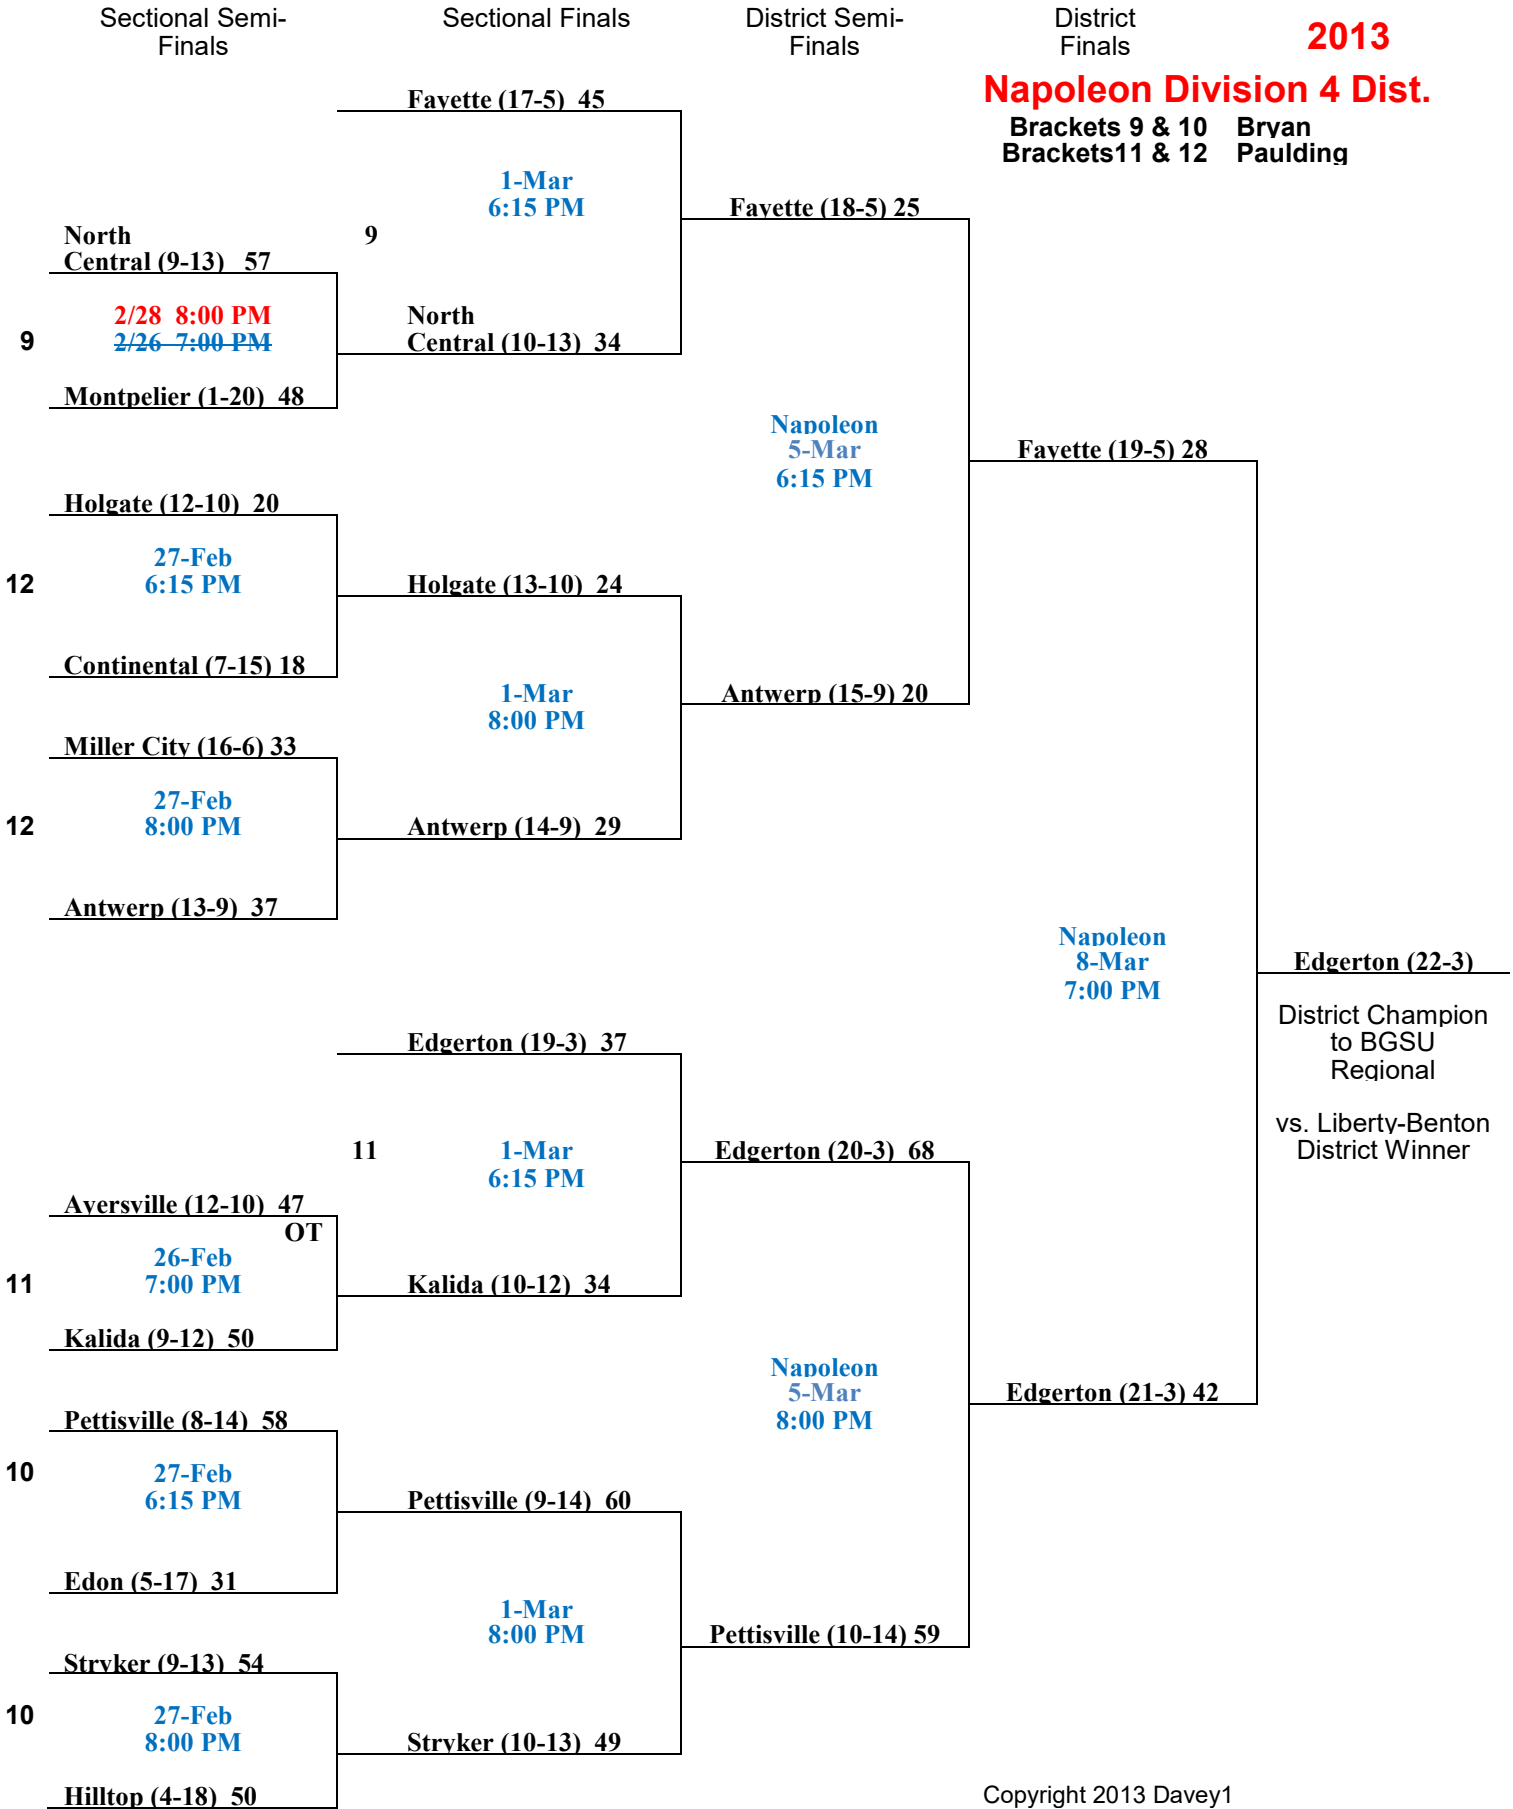 Sectional Semi-
Finals
Sectional Finals
District Semi-
Finals
District
Finals
2013
Napoleon Division 4 Dist.
Brackets 9 & 10 Bryan
Brackets11 & 12 Paulding
Fayette (17-5) 45
1-Mar
6:15 PM
Fayette (18-5) 25
North
Central (9-13) 57
9
2/28 8:00 PM
2/26 7:00 PM
9
North
Central (10-13) 34
Montpelier (1-20) 48
Napoleon
5-Mar
6:15 PM
Fayette (19-5) 28
Holgate (12-10) 20
27-Feb
6:15 PM
12
Holgate (13-10) 24
Continental (7-15) 18
1-Mar
8:00 PM
Antwerp (15-9) 20
Miller City (16-6) 33
27-Feb
8:00 PM
12
Antwerp (14-9) 29
Antwerp (13-9) 37
Napoleon
8-Mar
7:00 PM
Edgerton (22-3)
District Champion
to BGSU
Regional
vs. Liberty-Benton
District Winner
Edgerton (19-3) 37
11
1-Mar
6:15 PM
Edgerton (20-3) 68
Ayersville (12-10) 47
OT
26-Feb
7:00 PM
11
Kalida (10-12) 34
Kalida (9-12) 50
Napoleon
5-Mar
8:00 PM
Edgerton (21-3) 42
Pettisville (8-14) 58
10
27-Feb
6:15 PM
Pettisville (9-14) 60
Edon (5-17) 31
1-Mar
8:00 PM
Pettisville (10-14) 59
Stryker (9-13) 54
10
27-Feb
8:00 PM
Stryker (10-13) 49
Hilltop (4-18) 50
Copyright 2013 Davey1